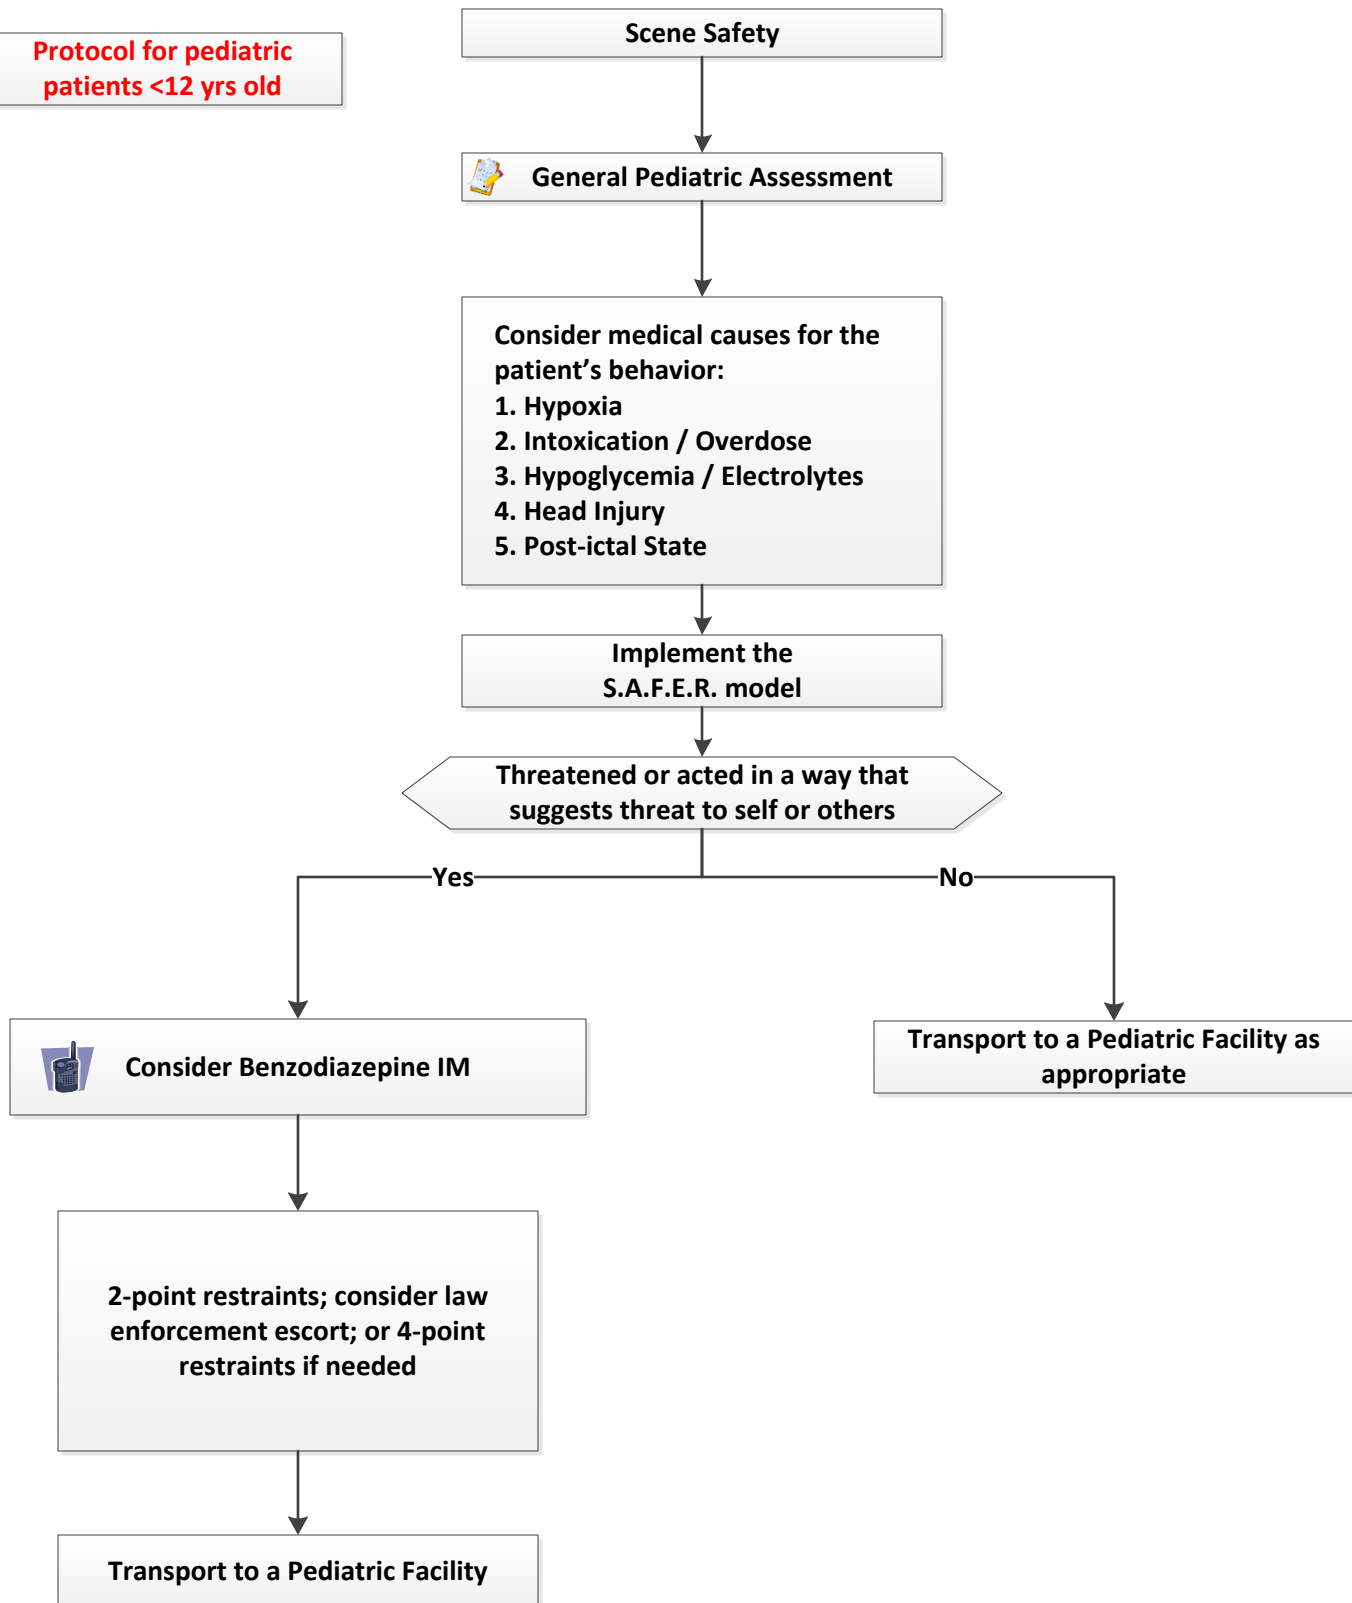 Protocol for pediatric
patients <12 yrs old
Scene Safety
General Pediatric Assessment
Consider medical causes for the
patient’s behavior:
1. Hypoxia
2. Intoxication / Overdose
3. Hypoglycemia / Electrolytes
4. Head Injury
5. Post-ictal State
Implement the
S.A.F.E.R. model
Threatened or acted in a way that
suggests threat to self or others
Yes
No
Consider Benzodiazepine IM
Transport to a Pediatric Facility as
appropriate
2-point restraints; consider law
enforcement escort; or 4-point
restraints if needed
Transport to a Pediatric Facility